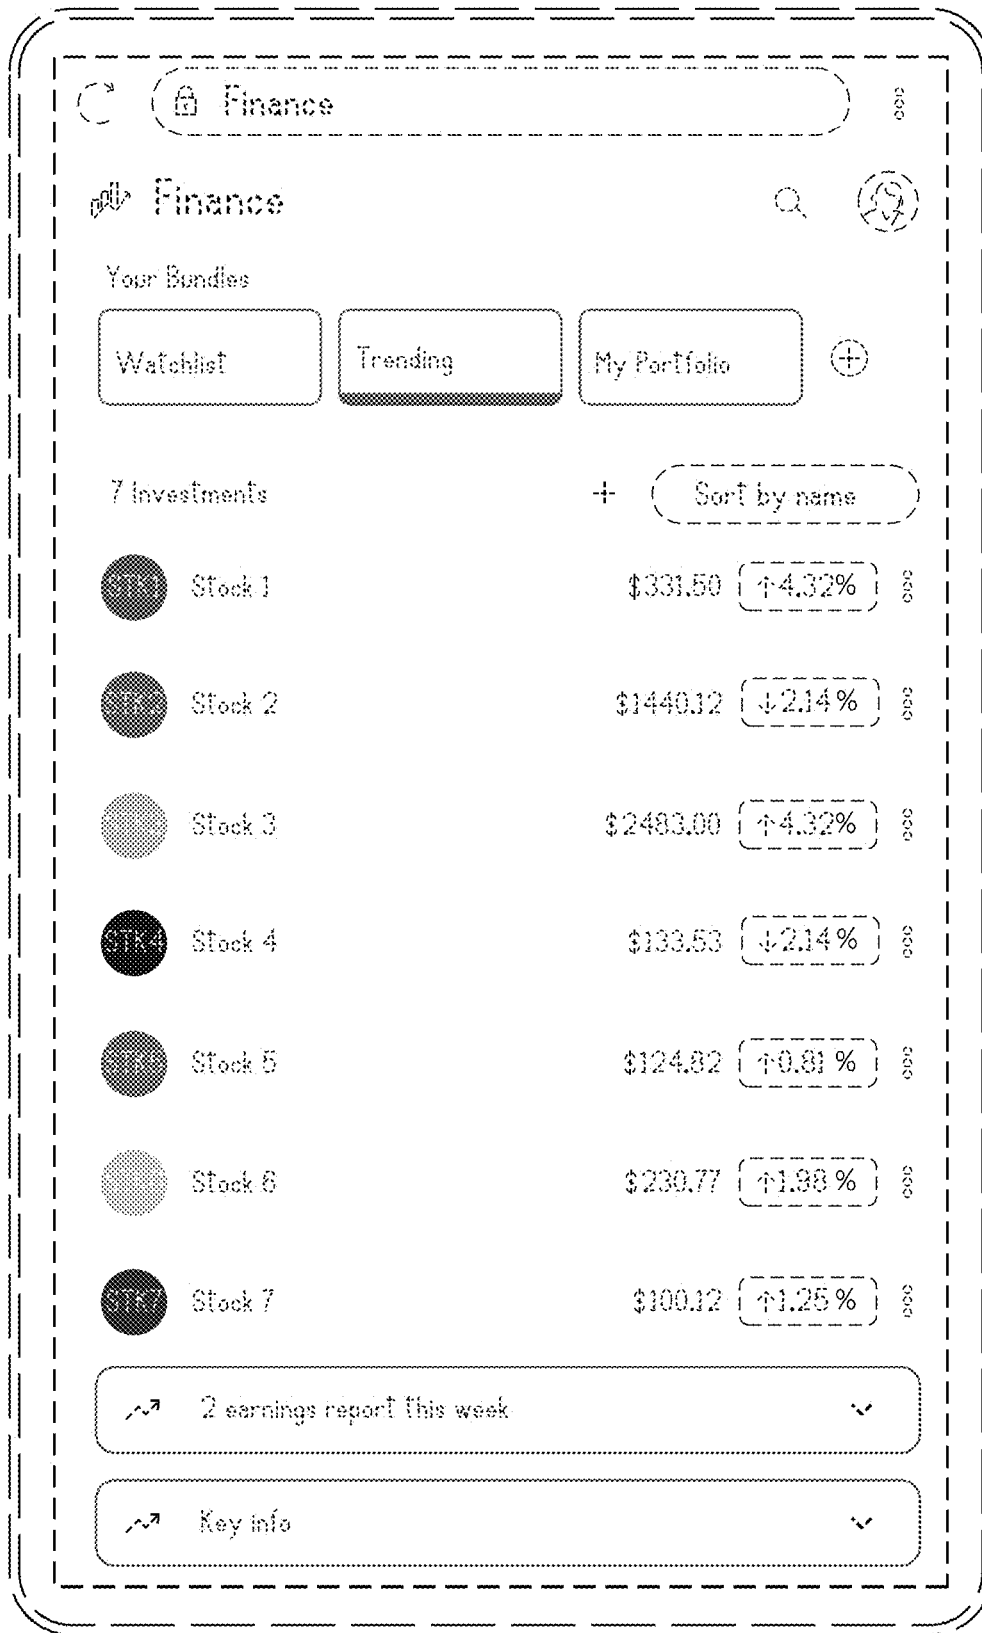 Finance
Finance
Your Bundles
Watchlist Trending My Portfolio
7 Investments + Sort by name
STK1 Stock 1 $331.50 ↑4.32%
Stock 2 $1440.12 ↓2.14%
Stock 3 $2483.00 ↑4.32%
STK4 Stock 4 $133.53 ↓2.14%
Stock 5 $124.82 ↑0.81 %
Stock 6 $230.77 ↑1.98 %
STK7 Stock 7 $100.12 ↑1.25 %
2 earnings report this week
Key info